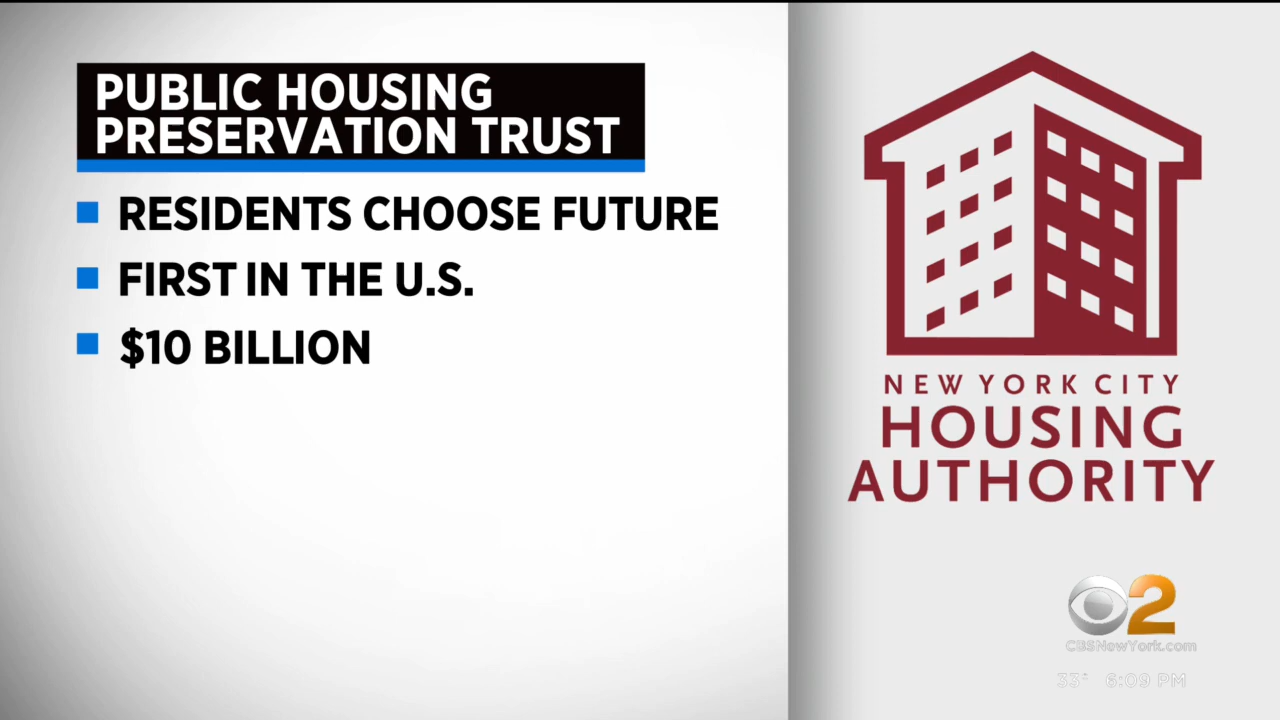 PUBLIC HOUSING
PRESERVATION TRUST
RESIDENTS CHOOSE FUTURE
FIRST IN THE U.S.
$10 BILLION
NEW YORK CITY
HOUSING
AUTHORITY
2
CBSNewYork.com
33° 6:09 PM